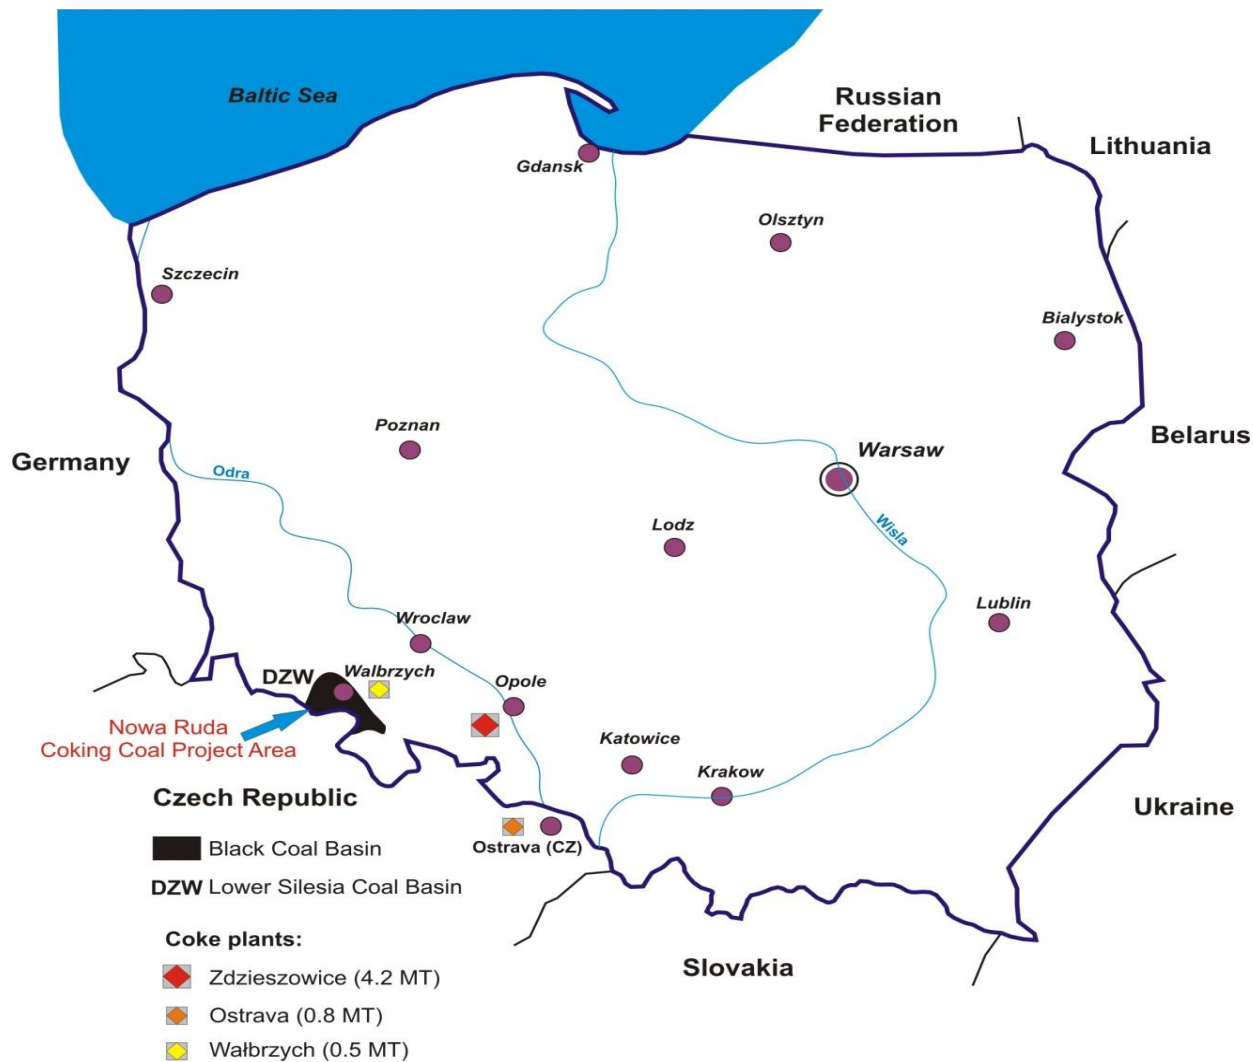 Baltic Sea
Russian
Federation
Lithuania
Gdansk
Olsztyn
Szczecin
Bialystok
Poznan
Belarus
Germany
Odra
Warsaw
Wisla
Lodz
Lublin
Wroclaw
DZW
Walbrzych
Opole
Nowa Ruda
Coking Coal Project Area
Katowice
Krakow
Czech Republic
Ukraine
Ostrava (CZ)
Black Coal Basin
DZW Lower Silesia Coal Basin
Coke plants:
Slovakia
Zdzieszowice (4.2 MT)
Ostrava (0.8 MT)
Wałbrzych (0.5 MT)